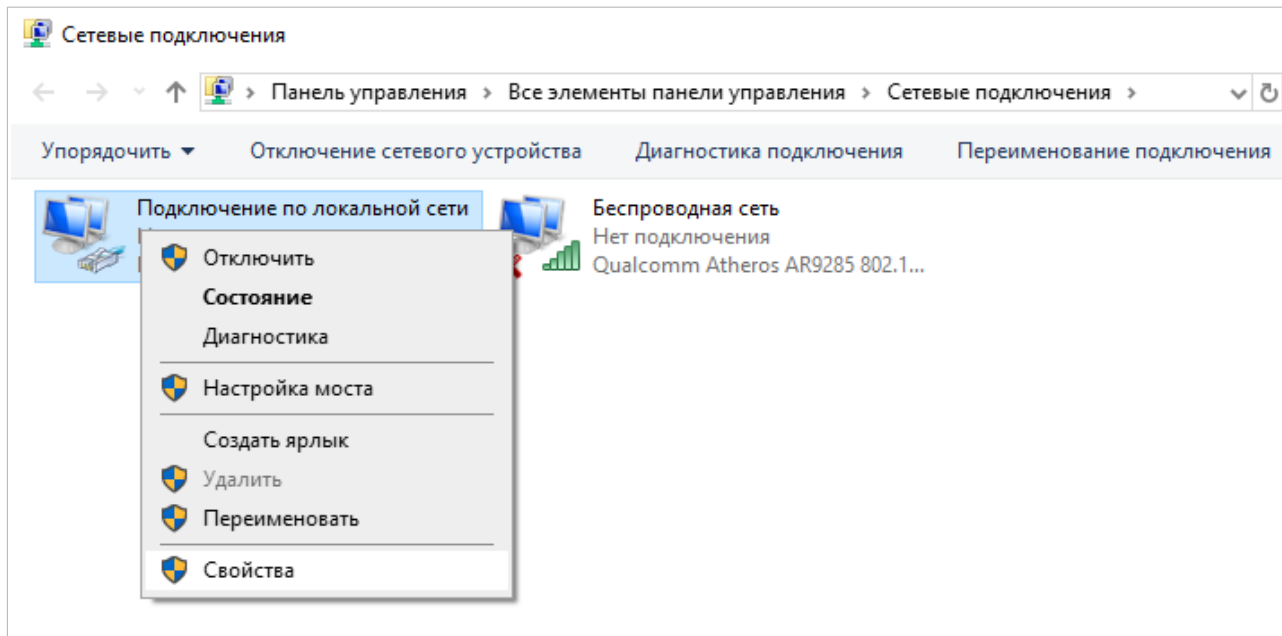 Сетевые подключения
Панель управления > Все элементы панели управления > Сетевые подключения >
Упорядочить Отключение сетевого устройства Диагностика подключения Переименование подключения
Подключение по локальной сети
Беспроводная сеть
Нет подключения
Qualcomm Atheros AR9285 802.1...
Отключить
Состояние
Диагностика
Настройка моста
Создать ярлык
Удалить
Переименовать
Свойства